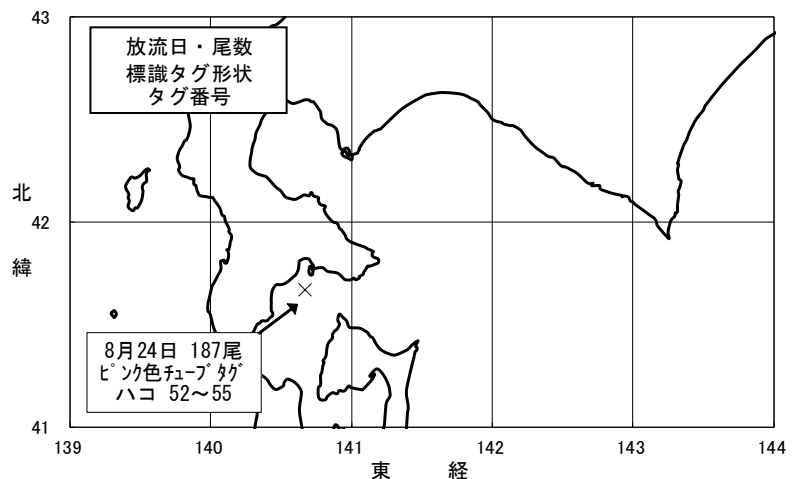 43
放流日・尾数
標識タグ形状
タグ番号
北
42
緯
8月24日 187尾
ﾋﾟﾝｸ色ﾁｭｰﾌﾞﾀｸﾞ
ハコ 52～55
41
139 140 141 142 143 144
東 経